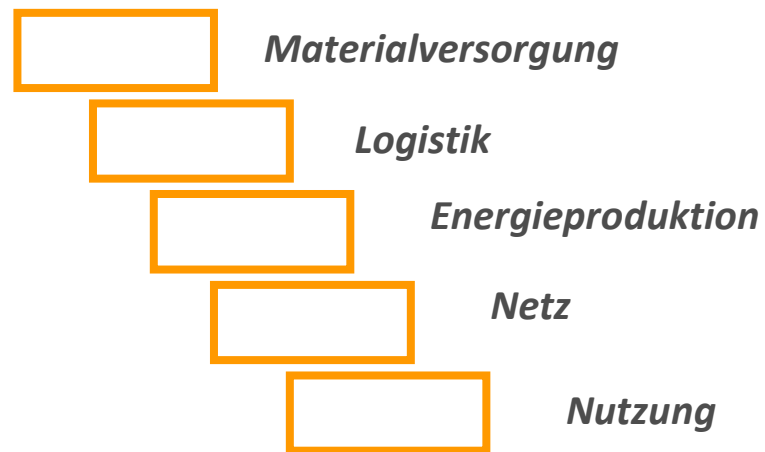 Materialversorgung
Logistik
Energieproduktion
Netz
Nutzung